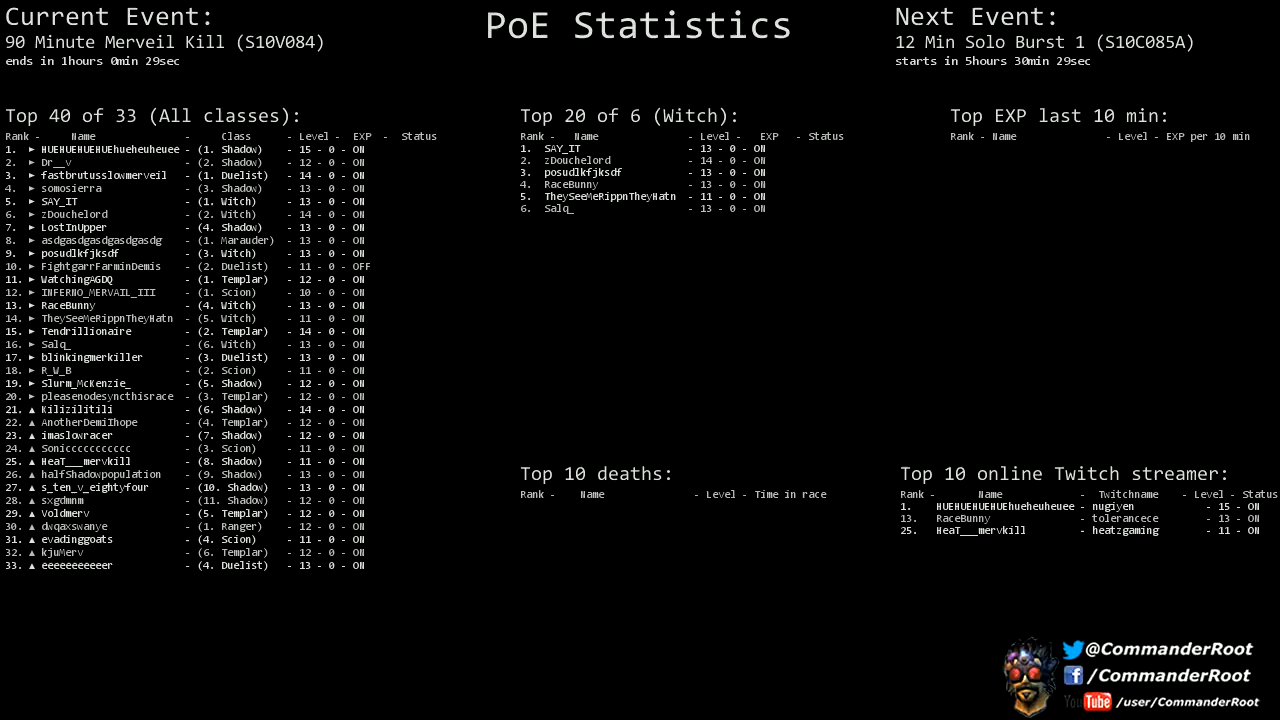 Current Event:
90 Minute Merveil Kill (S10V084)
ends in 1hours 0min 29sec
PoE Statistics
Next Event:
12 Min Solo Burst 1 (S10C085A)
starts in 5hours 30min 29sec
Top 40 of 33 (All classes):
Rank - Name - Class - Level - EXP - Status
1. ► HUEHUEHUEHUEhueheuheuee - (1. Shadow) - 15 - 0 - ON
2. ► Dr__v - (2. Shadow) - 12 - 0 - ON
3. ► fastbrutusslowmerveil - (1. Duelist) - 14 - 0 - ON
4. ► somosierra - (3. Shadow) - 13 - 0 - ON
5. ► SAY_IT - (1. Witch) - 13 - 0 - ON
6. ► zDouchelord - (2. Witch) - 14 - 0 - ON
7. ► LostInUpper - (4. Shadow) - 13 - 0 - ON
8. ► asdgasdgasdgasdgasdg - (1. Marauder) - 13 - 0 - ON
9. ► posudlkfjksdf - (3. Witch) - 13 - 0 - ON
10. ► FightgarrFarminDemis - (2. Duelist) - 11 - 0 - OFF
11. ► WatchingAGDQ - (1. Templar) - 12 - 0 - ON
12. ► INFERNO_MERVAIL_III - (1. Scion) - 10 - 0 - ON
13. ► RaceBunny - (4. Witch) - 13 - 0 - ON
14. ► TheySeeMeRippnTheyHatn - (5. Witch) - 11 - 0 - ON
15. ► Tendrillionaire - (2. Templar) - 14 - 0 - ON
16. ► Salq_ - (6. Witch) - 13 - 0 - ON
17. ► blinkingmerkiller - (3. Duelist) - 13 - 0 - ON
18. ► R_W_B - (2. Scion) - 11 - 0 - ON
19. ► Slurm_McKenzie_ - (5. Shadow) - 12 - 0 - ON
20. ► pleasenodesyncthisrace - (3. Templar) - 12 - 0 - ON
21. ▲ Kilizilitili - (6. Shadow) - 14 - 0 - ON
22. ▲ AnotherDemiIhope - (4. Templar) - 12 - 0 - ON
23. ▲ imaslowracer - (7. Shadow) - 12 - 0 - ON
24. ▲ Soniccccccccccc - (3. Scion) - 11 - 0 - ON
25. ▲ HeaT___mervkill - (8. Shadow) - 11 - 0 - ON
26. ▲ halfShadowpopulation - (9. Shadow) - 13 - 0 - ON
27. ▲ s_ten_v_eightyfour - (10. Shadow) - 13 - 0 - ON
28. ▲ sxgdmnm - (11. Shadow) - 12 - 0 - ON
29. ▲ Voldmerv - (5. Templar) - 12 - 0 - ON
30. ▲ dwqaxswanye - (1. Ranger) - 12 - 0 - ON
31. ▲ evadinggoats - (4. Scion) - 11 - 0 - ON
32. ▲ kjuMerv - (6. Templar) - 12 - 0 - ON
33. ▲ eeeeeeeeeeer - (4. Duelist) - 13 - 0 - ON
Top 20 of 6 (Witch):
Rank - Name - Level - EXP - Status
1. SAY_IT - 13 - 0 - ON
2. zDouchelord - 14 - 0 - ON
3. posudlkfjksdf - 13 - 0 - ON
4. RaceBunny - 13 - 0 - ON
5. TheySeeMeRippnTheyHatn - 11 - 0 - ON
6. Salq_ - 13 - 0 - ON
Top EXP last 10 min:
Rank - Name - Level - EXP per 10 min
Top 10 deaths:
Rank - Name - Level - Time in race
Top 10 online Twitch streamer:
Rank - Name - Twitchname - Level - Status
1. HUEHUEHUEHUEhueheuheuee - nugiyen - 15 - ON
13. RaceBunny - tolerancece - 13 - ON
25. HeaT___mervkill - heatzgaming - 11 - ON
@CommanderRoot
/CommanderRoot
YouTube /user/CommanderRoot